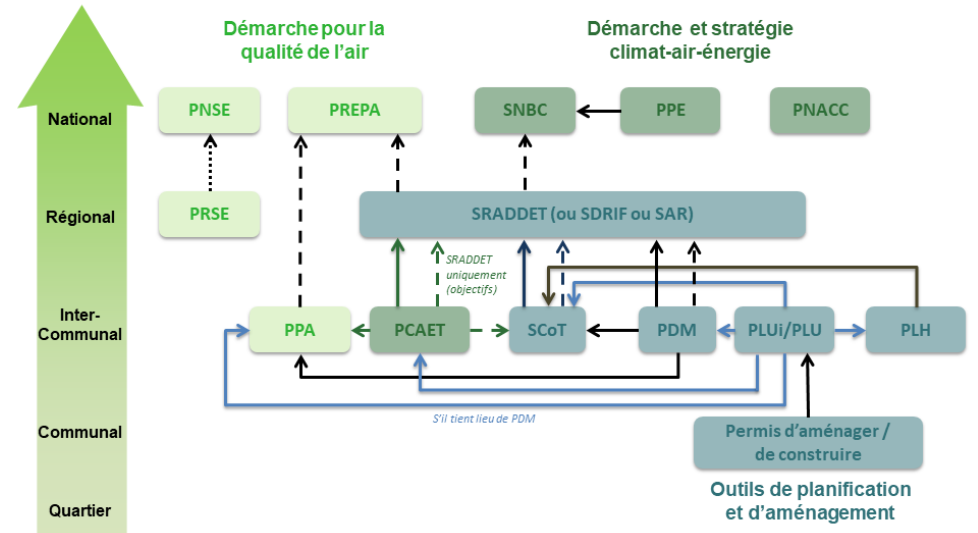 Démarche pour la
qualité de l'air
Démarche et stratégie
climat-air-énergie
National
PNSE
PREPA
SNBC
PPE
PNACC
Régional
PRSE
SRADDET (ou SDRIF ou SAR)
SRADDET
uniquement
(objectifs)
Inter-
Communal
PPA
PCAET
SCoT
PDM
PLUi/PLU
PLH
S'il tient lieu de PDM
Communal
Permis d'aménager /
de construire
Quartier
Outils de planification
et d'aménagement